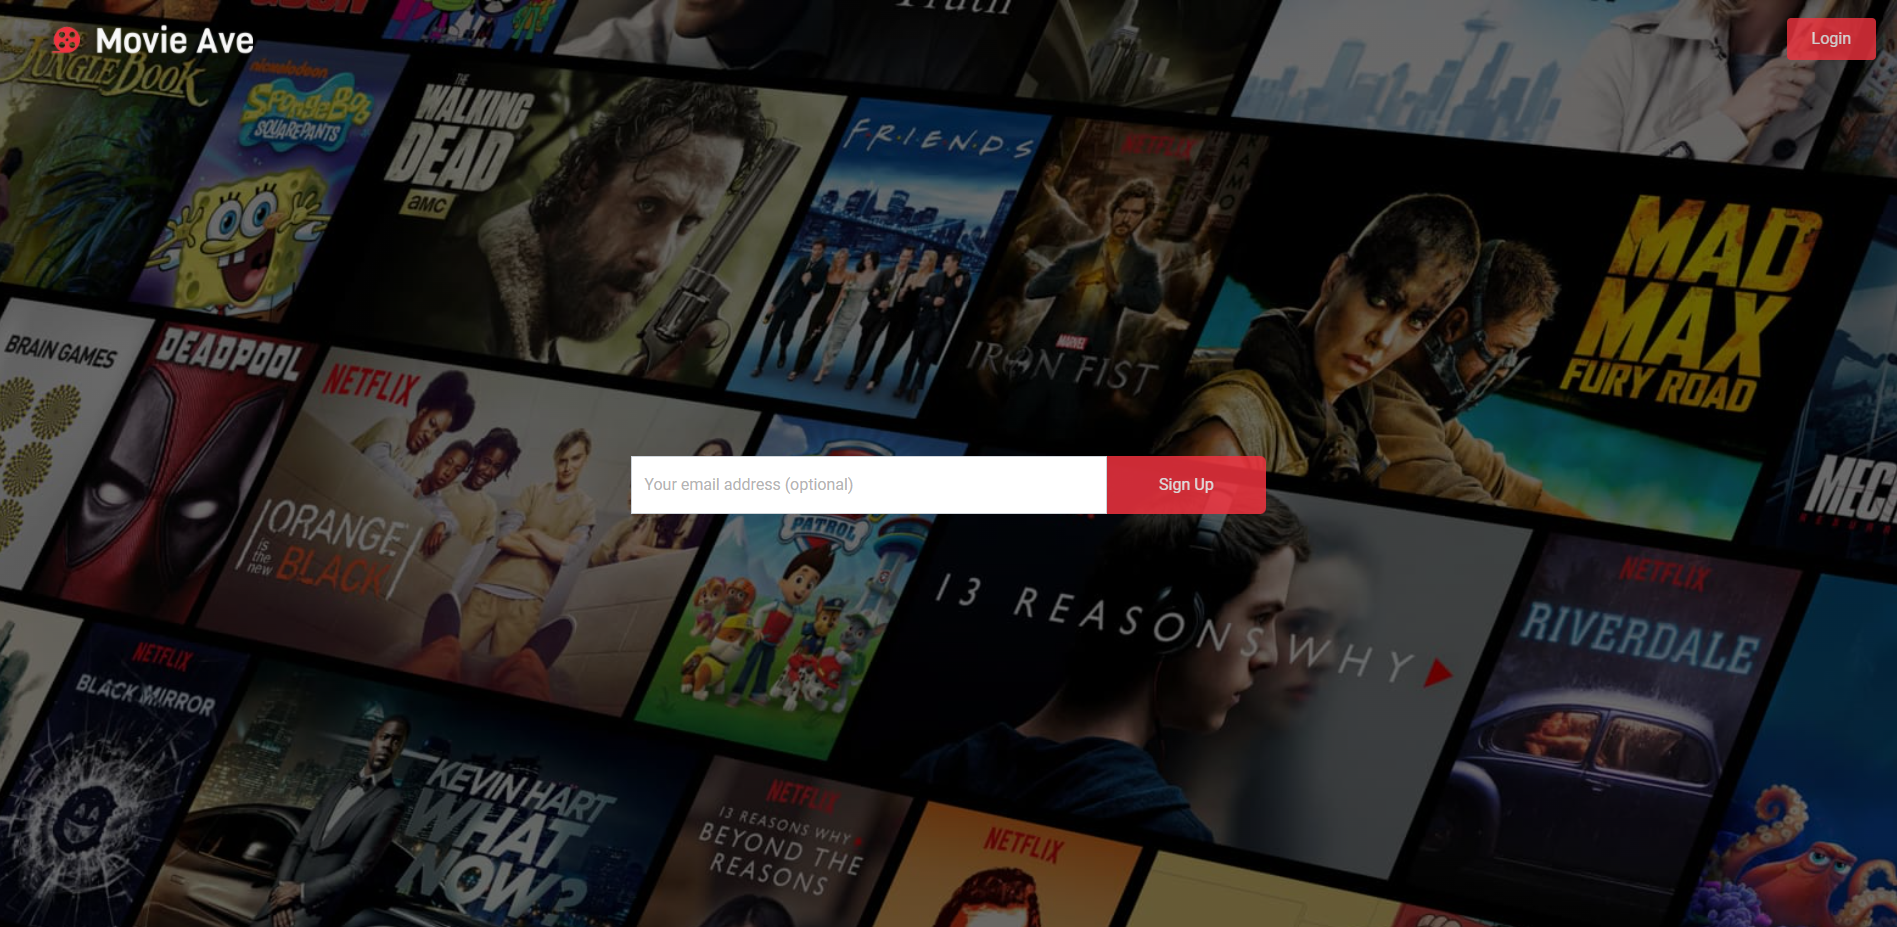 Truth
Movie Ave
Login
JUNGLE BOOK
nickelodeon
SPONGEBOB
SQUAREPANTS
THE
WALKING
DEAD
amc
F·R·I·E·N·D·S
NETFLIX
MARVEL
IRON FIST
MAD
MAX
FURY ROAD
BRAIN GAMES
DEADPOOL
NETFLIX
ORANGE
is
the
new
BLACK
Your email address (optional)
Sign Up
PATROL
13 REASONS WHY
NETFLIX
RIVERDALE
NETFLIX
BLACK MIRROR
KEVIN HART
WHAT
NOW?
NETFLIX
13 REASONS WHY
BEYOND THE
REASONS
NETFLIX